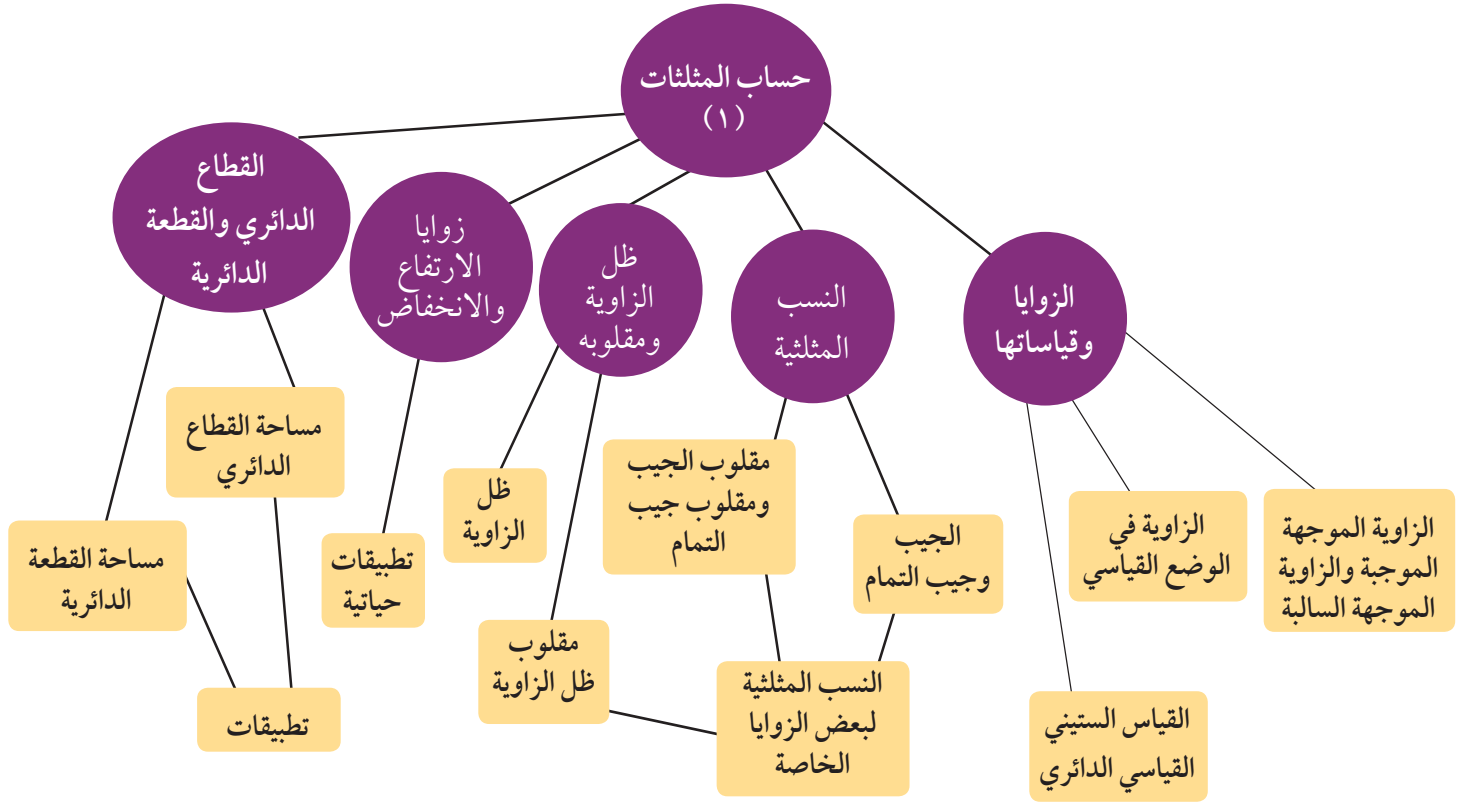 حساب المثلثات
(١)
الزوايا
وقياساتها
النسب
المثلثية
ظل
الزاوية
ومقلوبه
زوايا
الارتفاع
والانخفاض
القطاع
الدائري والقطعة
الدائرية
الزاوية الموجهة
الموجبة والزاوية
الموجهة السالبة
الزاوية في
الوضع القياسي
القياس الستيني
القياسي الدائري
الجيب
وجيب التمام
مقلوب الجيب
ومقلوب جيب
التمام
النسب المثلثية
لبعض الزوايا
الخاصة
ظل
الزاوية
مقلوب
ظل الزاوية
تطبيقات
حياتية
مساحة القطاع
الدائري
مساحة القطعة
الدائرية
تطبيقات